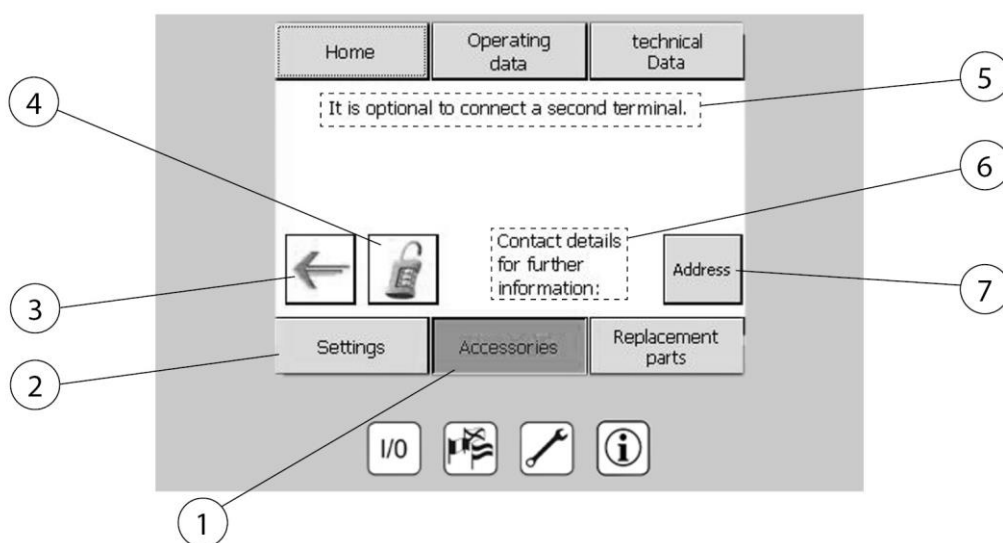 Home
Operating
data
technical
Data
It is optional to connect a second terminal.
5
4
6
Contact details
for further
information:
Address
3
7
Settings
Accessories
Replacement
parts
2
I/0
i
1